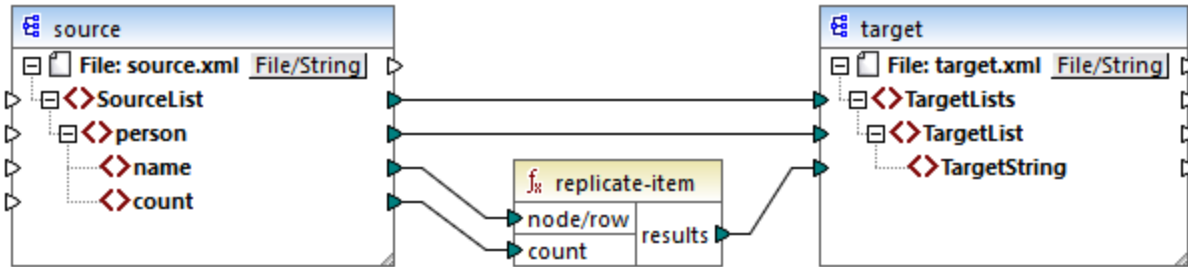 source
File: source.xml File/String
SourceList
person
name
count
fx replicate-item
node/row
count
results
target
File: target.xml File/String
TargetLists
TargetList
TargetString